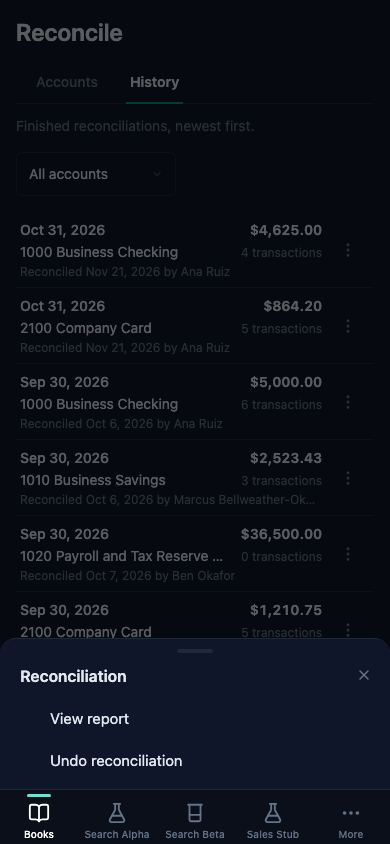 Reconcile
Accounts History
Finished reconciliations, newest first.
All accounts
Oct 31, 2026 $4,625.00
1000 Business Checking 4 transactions
Reconciled Nov 21, 2026 by Ana Ruiz
Oct 31, 2026 $864.20
2100 Company Card 5 transactions
Reconciled Nov 21, 2026 by Ana Ruiz
Sep 30, 2026 $5,000.00
1000 Business Checking 6 transactions
Reconciled Oct 6, 2026 by Ana Ruiz
Sep 30, 2026 $2,523.43
1010 Business Savings 3 transactions
Reconciled Oct 6, 2026 by Marcus Bellweather-Ok...
Sep 30, 2026 $36,500.00
1020 Payroll and Tax Reserve ... 0 transactions
Reconciled Oct 7, 2026 by Ben Okafor
Sep 30, 2026 $1,210.75
2100 Company Card 5 transactions
Reconciliation
View report
Undo reconciliation
Books Search Alpha Search Beta Sales Stub More